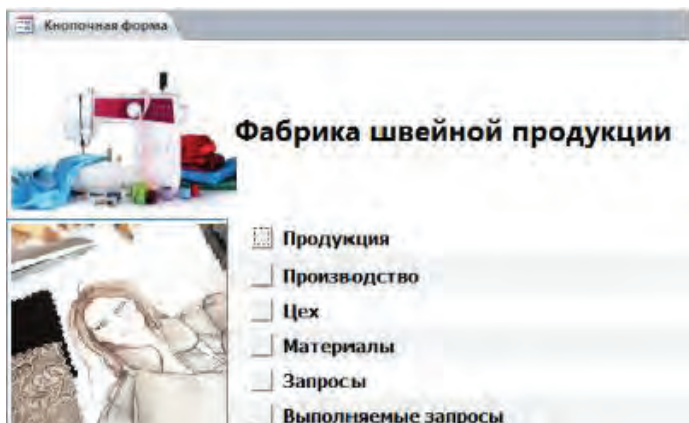 Кнопочная форма
Фабрика швейной продукции
Продукция
Производство
Цех
Материалы
Запросы
Выполняемые запросы